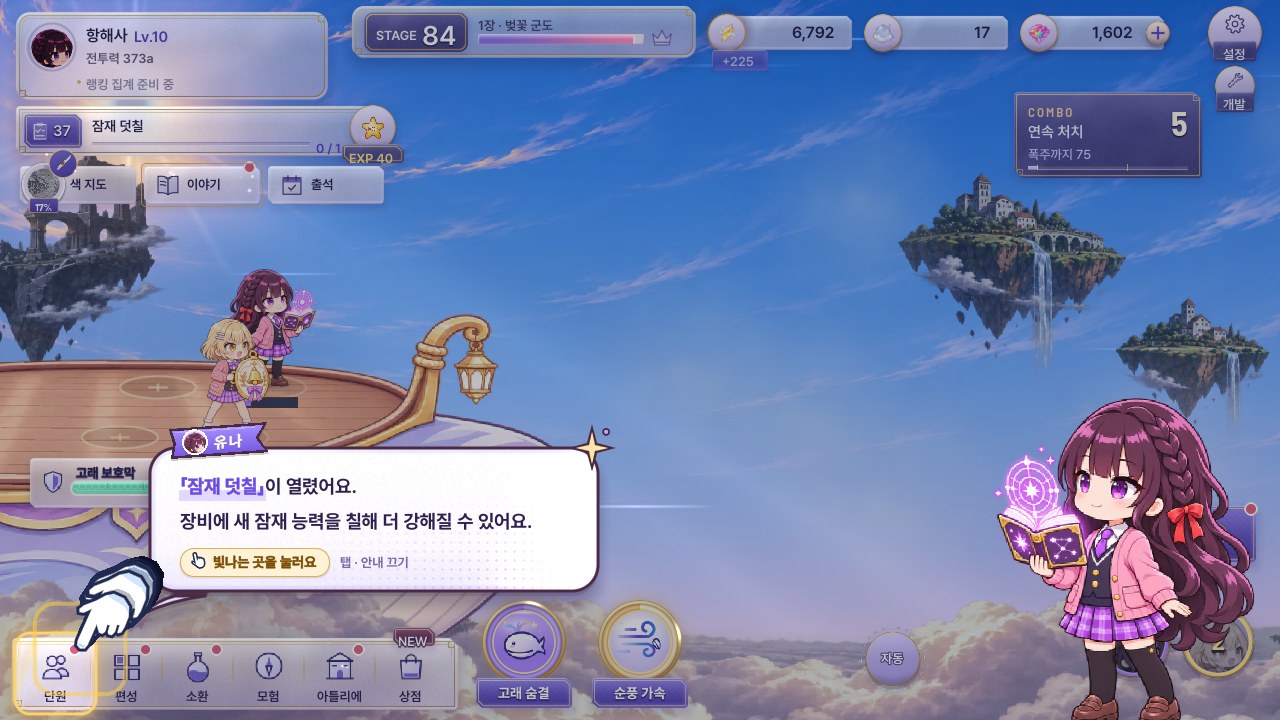 항해사 Lv.10
전투력 373a
랭킹 집계 준비 중
STAGE 84
1장 · 벚꽃 군도
6,792
+225
17
1,602
설정
개발
37
잠재 덧칠
0 / 1
EXP 40
색 지도
17%
이야기
출석
COMBO
연속 처치
5
폭주까지 75
유나
고래 보호막
「잠재 덧칠」이 열렸어요.
장비에 새 잠재 능력을 칠해 더 강해질 수 있어요.
빛나는 곳을 눌러요
탭 · 안내 끄기
단원
편성
소환
모험
아틀리에
NEW
상점
고래 숨결
순풍 가속
자동
2